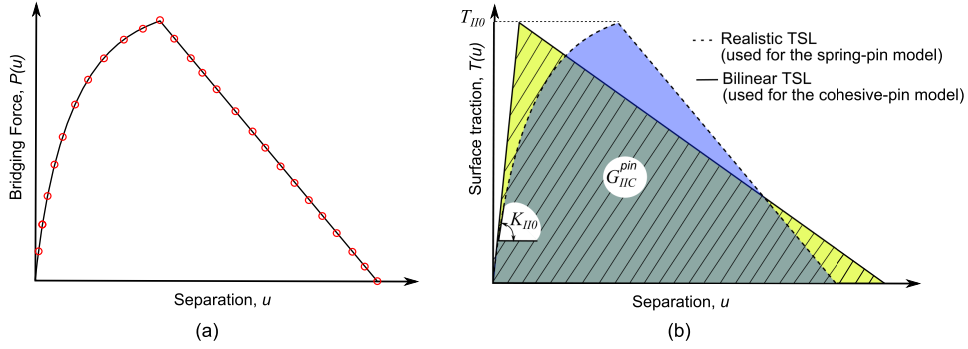 Bridging Force, P(u)
Separation, u
(a)
T_{II0}
Surface traction, T(u)
Realistic TSL
(used for the spring-pin model)
Bilinear TSL
(used for the cohesive-pin model)
G_{IIC}^{pin}
K_{II0}
Separation, u
(b)